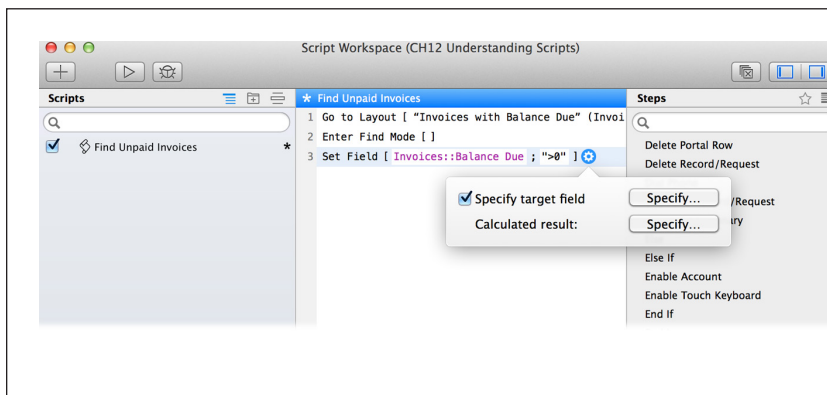 Script Workspace (CH12 Understanding Scripts)
Scripts
* Find Unpaid Invoices
Steps
Find Unpaid Invoices *
1 Go to Layout [ “Invoices with Balance Due” (Invoi
2 Enter Find Mode [ ]
3 Set Field [ Invoices::Balance Due ; ">0" ]
Specify target field Specify...
Calculated result: Specify...
Delete Portal Row
Delete Record/Request
/Request
ary
Else If
Enable Account
Enable Touch Keyboard
End If